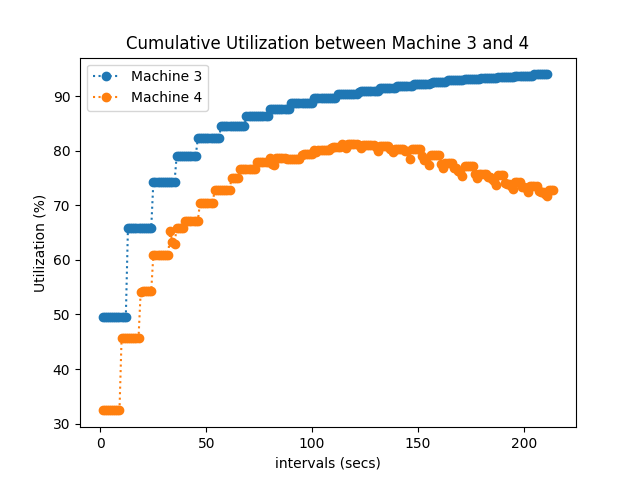 Cumulative Utilization between Machine 3 and 4
Machine 3
Machine 4
Utilization (%)
90
80
70
60
50
40
30
0 50 100 150 200
intervals (secs)